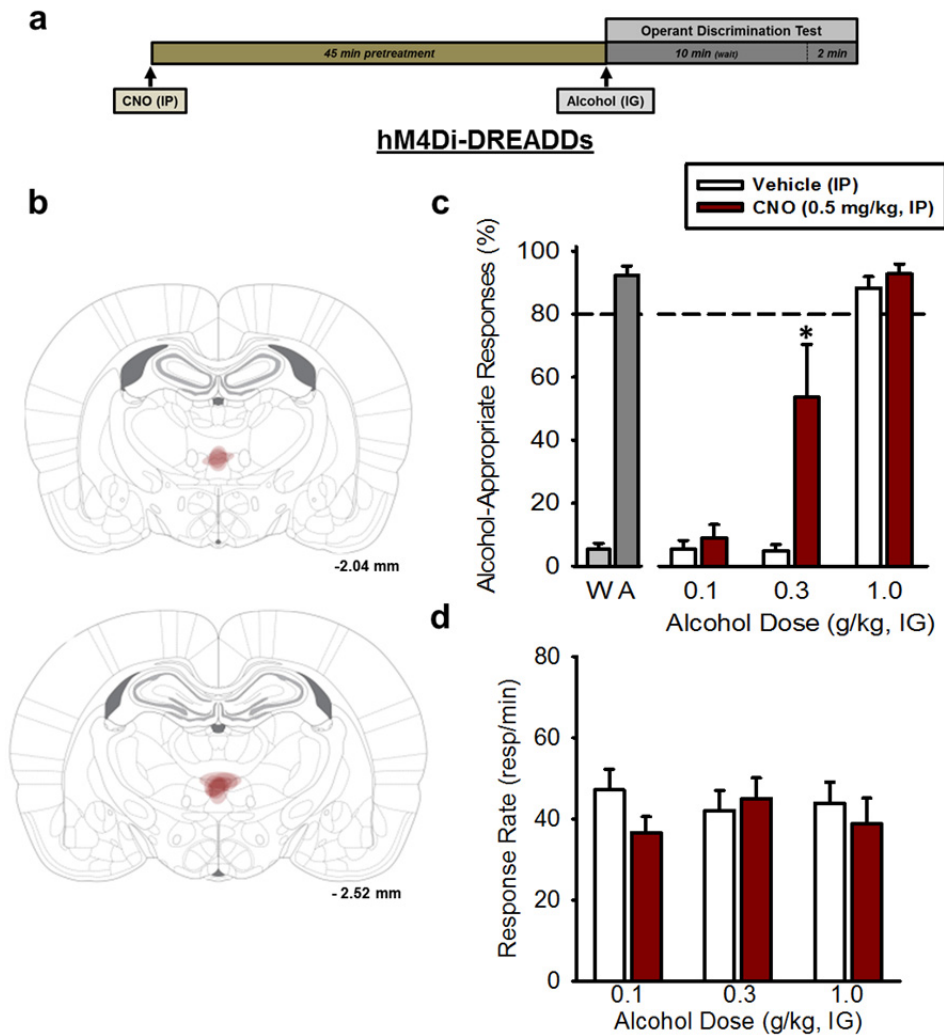 a
Operant Discrimination Test
45 min pretreatment
10 min (wait)
2 min
CNO (IP)
Alcohol (IG)
hM4Di-DREADDs
b
-2.04 mm
- 2.52 mm
c
Vehicle (IP)
CNO (0.5 mg/kg, IP)
Alcohol-Appropriate Responses (%)
100
80
60
40
20
0
*
W A
0.1
0.3
1.0
Alcohol Dose (g/kg, IG)
d
Response Rate (resp/min)
80
60
40
20
0
0.1
0.3
1.0
Alcohol Dose (g/kg, IG)